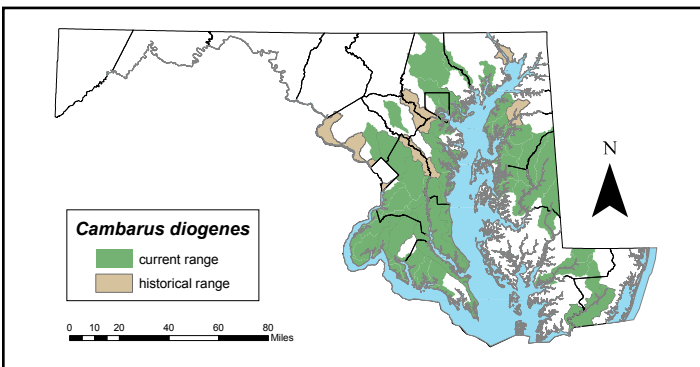 N
Cambarus diogenes
current range
historical range
0 10 20 40 60 80
Miles